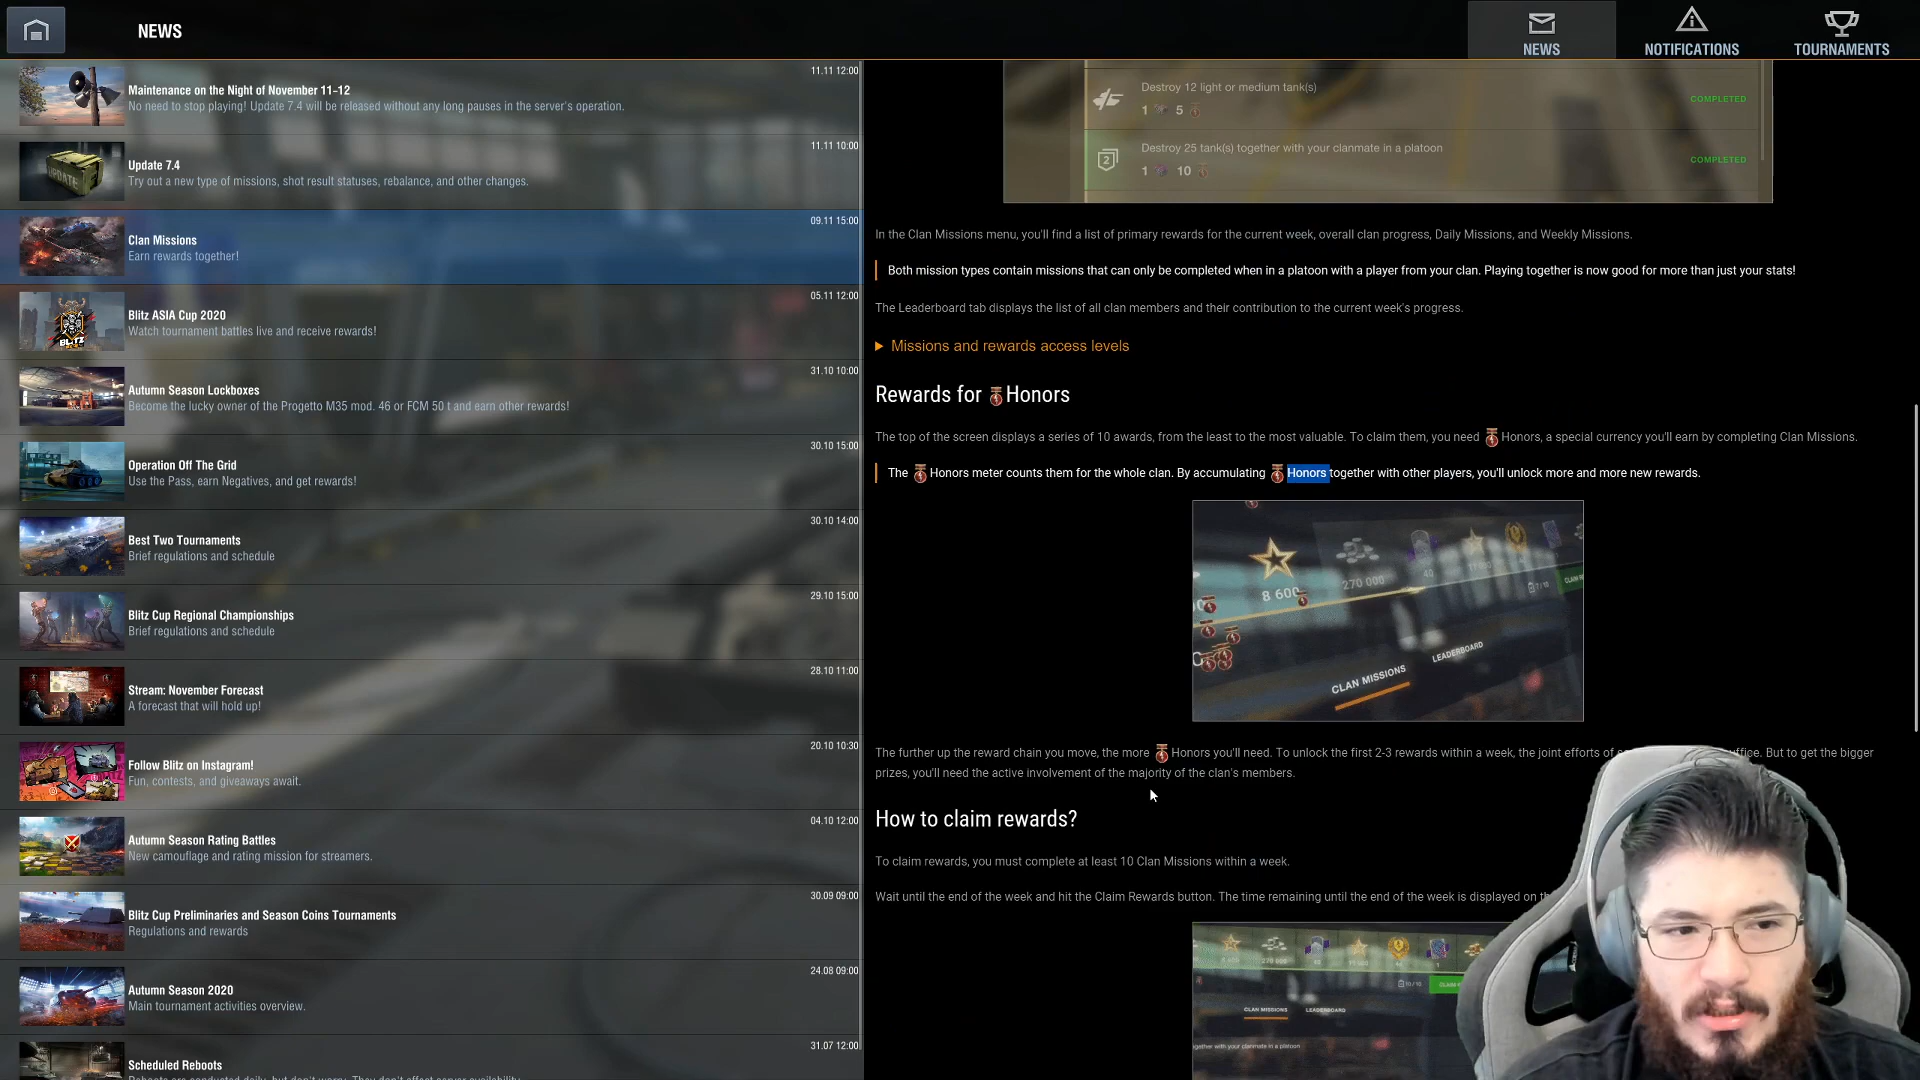 NEWS
NEWS
NOTIFICATIONS
TOURNAMENTS
11.11 12:00
Maintenance on the Night of November 11-12
No need to stop playing! Update 7.4 will be released without any long pauses in the server's operation.
11.11 10:00
Update 7.4
Try out a new type of missions, shot result statuses, rebalance, and other changes.
09.11 15:00
Clan Missions
Earn rewards together!
05.11 12:00
Blitz ASIA Cup 2020
Watch tournament battles live and receive rewards!
31.10 10:00
Autumn Season Lockboxes
Become the lucky owner of the Progetto M35 mod. 46 or FCM 50 t and earn other rewards!
30.10 15:00
Operation Off The Grid
Use the Pass, earn Negatives, and get rewards!
30.10 14:00
Best Two Tournaments
Brief regulations and schedule
29.10 15:00
Blitz Cup Regional Championships
Brief regulations and schedule
28.10 11:00
Stream: November Forecast
A forecast that will hold up!
20.10 10:30
Follow Blitz on Instagram!
Fun, contests, and giveaways await.
04.10 12:00
Autumn Season Rating Battles
New camouflage and rating mission for streamers.
30.09 09:00
Blitz Cup Preliminaries and Season Coins Tournaments
Regulations and rewards
24.08 09:00
Autumn Season 2020
Main tournament activities overview.
31.07 12:00
Scheduled Reboots
Destroy 12 light or medium tank(s)
1 5
COMPLETED
Destroy 25 tank(s) together with your clanmate in a platoon
1 10
COMPLETED
In the Clan Missions menu, you'll find a list of primary rewards for the current week, overall clan progress, Daily Missions, and Weekly Missions.
Both mission types contain missions that can only be completed when in a platoon with a player from your clan. Playing together is now good for more than just your stats!
The Leaderboard tab displays the list of all clan members and their contribution to the current week's progress.
Missions and rewards access levels
Rewards for Honors
The top of the screen displays a series of 10 awards, from the least to the most valuable. To claim them, you need Honors, a special currency you'll earn by completing Clan Missions.
The Honors meter counts them for the whole clan. By accumulating Honors together with other players, you'll unlock more and more new rewards.
8 600
270 000
40
CLAN MISSIONS
LEADERBOARD
The further up the reward chain you move, the more Honors you'll need. To unlock the first 2-3 rewards within a week, the joint efforts of But to get the bigger
prizes, you'll need the active involvement of the majority of the clan's members.
How to claim rewards?
To claim rewards, you must complete at least 10 Clan Missions within a week.
Wait until the end of the week and hit the Claim Rewards button. The time remaining until the end of the week is displayed on
CLAN MISSIONS
LEADERBOARD
together with your clanmate in a platoon